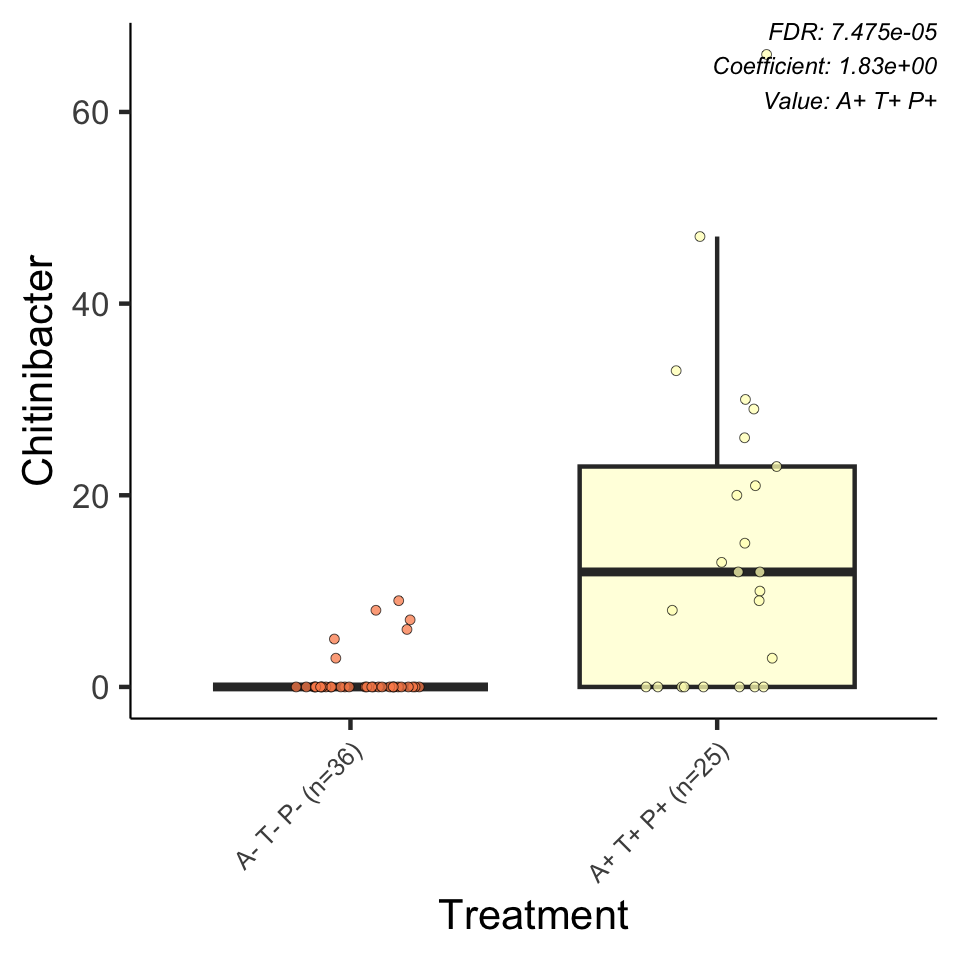 FDR: 7.475e-05
Coefficient: 1.83e+00
Value: A+ T+ P+
60
40
20
0
Chitinibacter
A- T- P- (n=36)
A+ T+ P+ (n=25)
Treatment